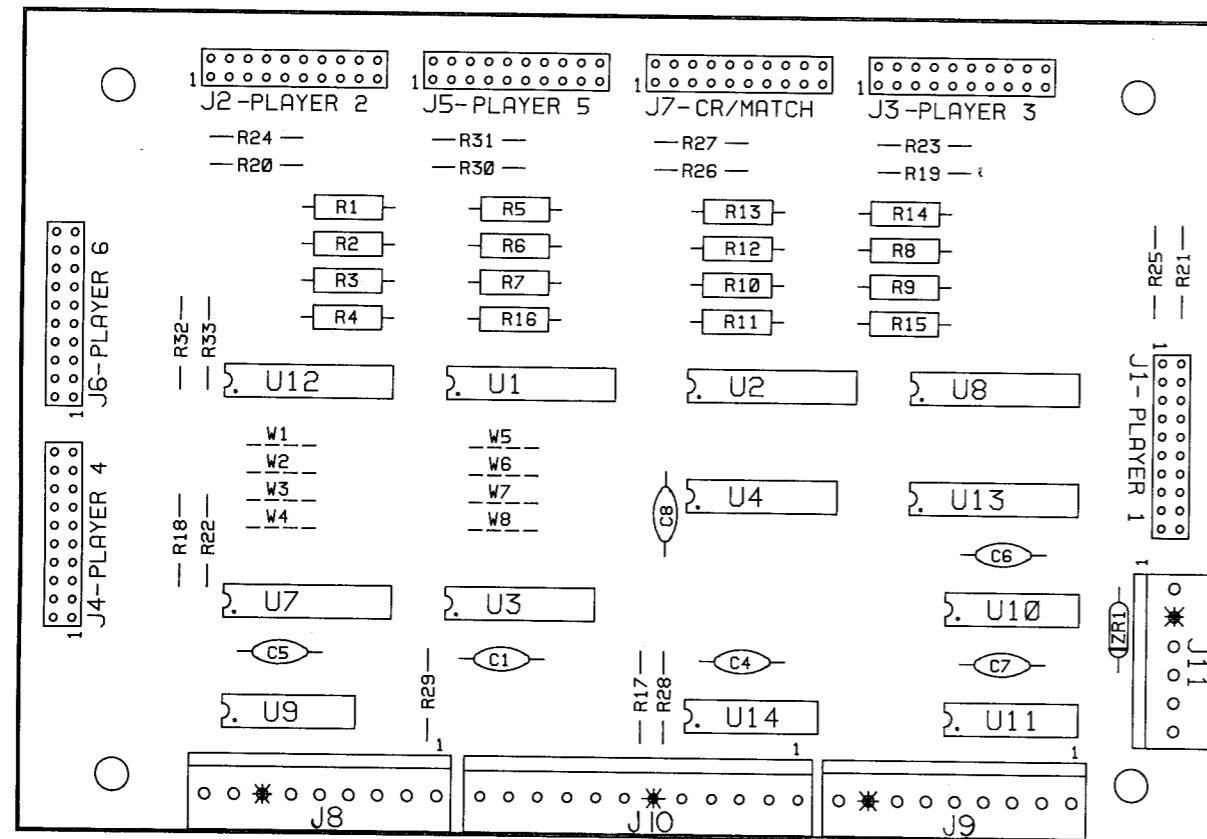 1 1 1 1
J2-PLAYER 2 J5-PLAYER 5 J7-CR/MATCH J3-PLAYER 3
R24 R31 R27 R23
R20 R30 R26 R19
R1 R5 R13 R14
R2 R6 R12 R8
R3 R7 R10 R9
R4 R16 R11 R15
J6-PLAYER 6
1
R32
R33
R25
R21
U12 U1 U2 U8
1
J1-PLAYER 1
W1 W5
W2 W6
W3 W7
W4 W8
J4-PLAYER 4
1
R18
R22
C8
U4 U13
C6
U7 U3 U10
ZR1
1
J11
C5 C1 C4 C7
R29
R17
R28
U9 U14 U11
1 1 1
J8 J10 J9